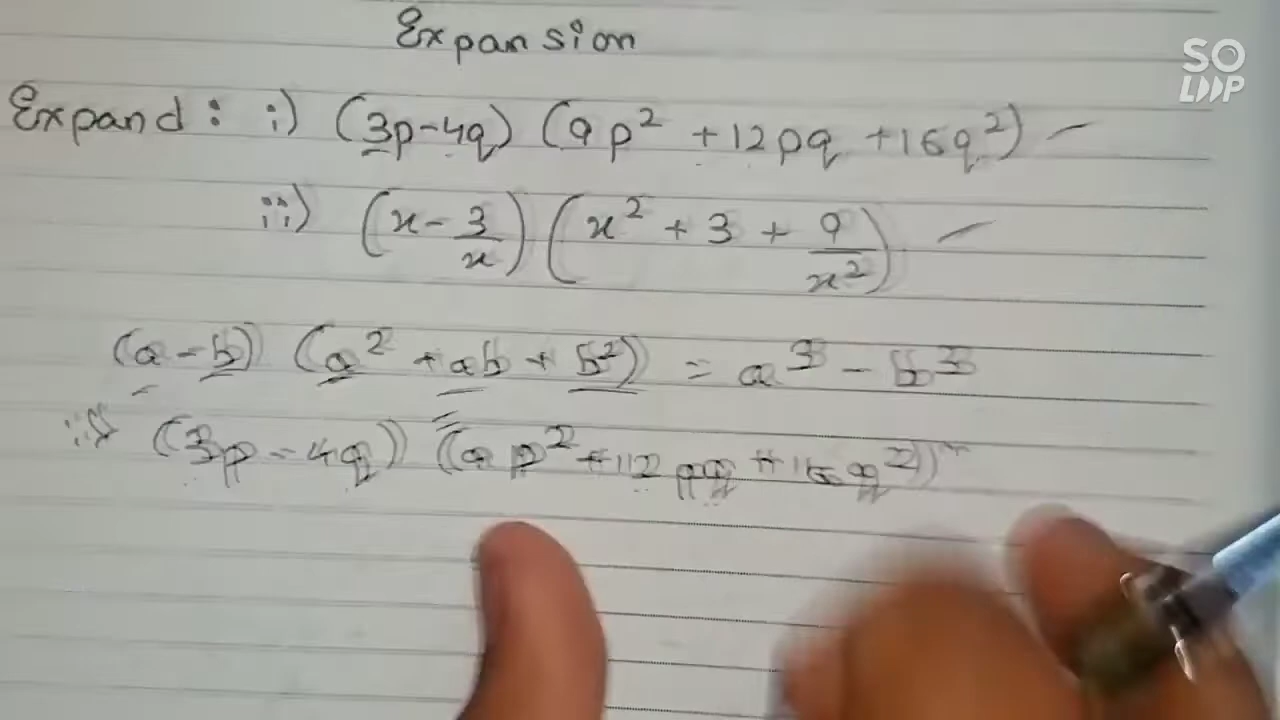 Expansion
SO LOOP
Expand : i) (3p-4q) (9p² +12pq +16q²) –
ii) (x - 3/x) (x² + 3 + 9/x²) –
(a-b) (a² + ab + b²) = a³ - b³
(3p-4q) (9p² +12pq +16q²)